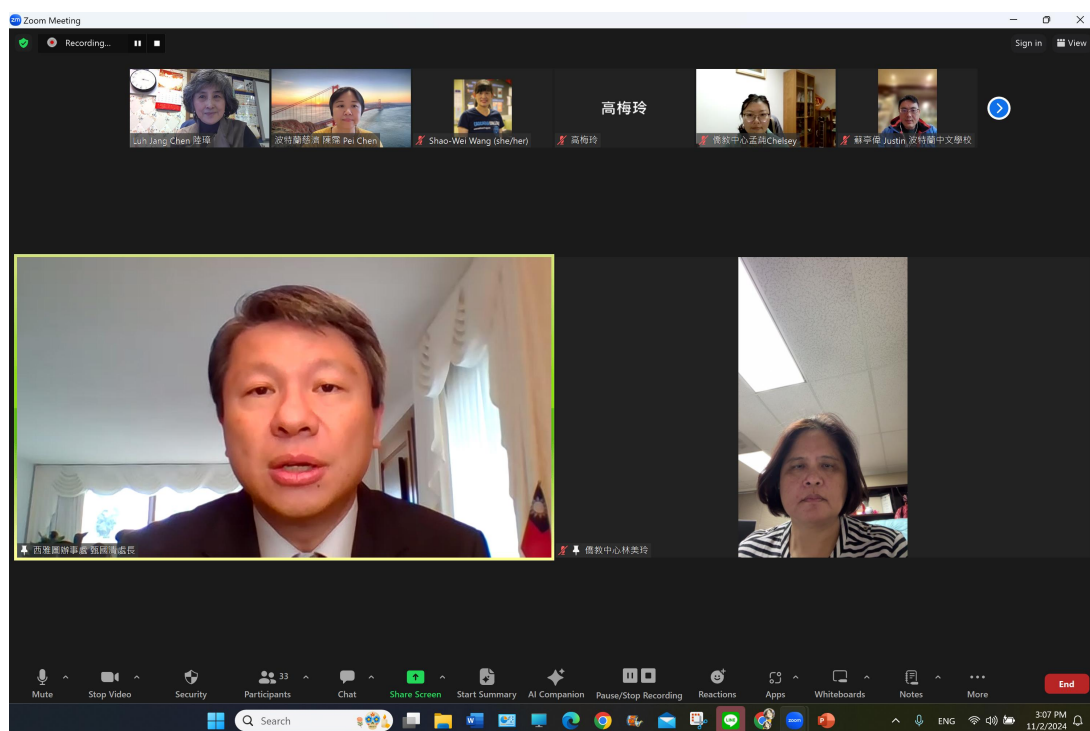 Zoom Meeting
Recording...
Sign in
View
高梅玲
Luh Jang Chen 陸璋
波特蘭慈濟 陳霈 Pei Chen
Shao-Wei Wang (she/her)
高梅玲
僑教中心孟純Chelsey
蘇亭偉 Justin 波特蘭中文學校
西雅圖辦事處 甄國清處長
僑教中心林美玲
Mute
Stop Video
Security
33
Participants
Chat
Share Screen
Start Summary
AI Companion
Pause/Stop Recording
Reactions
Apps
Whiteboards
Notes
More
End
Search
ENG
3:07 PM
11/2/2024